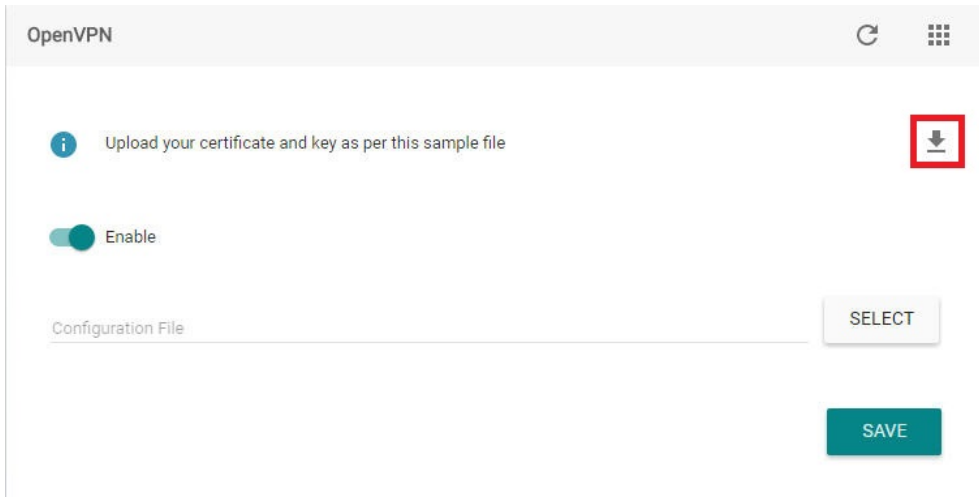 OpenVPN
Upload your certificate and key as per this sample file
Enable
Configuration File
SELECT
SAVE